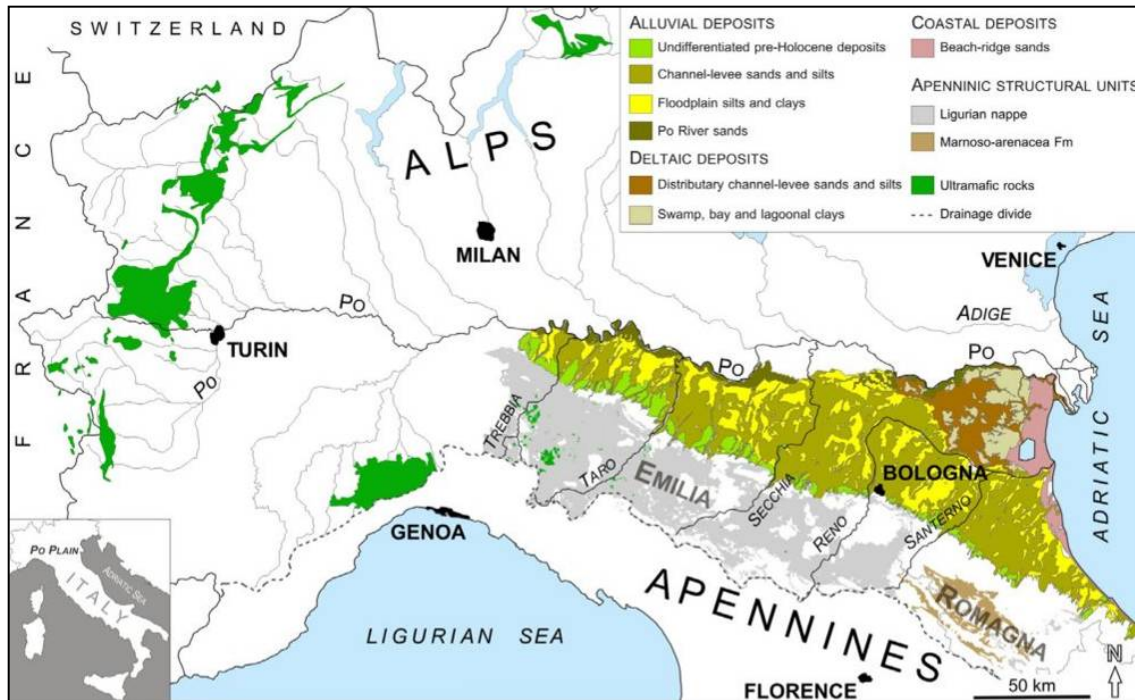 SWITZERLAND
FRANCE
ALPS
MILAN
TURIN
PO
PO
GENOA
LIGURIAN SEA
TREBBIA
TARO
EMILIA
SECCHIA
RENO
BOLOGNA
SANTERNO
PO
PO
ADIGE
VENICE
ADRIATIC SEA
APENNINES
ROMAGNA
FLORENCE
N
50 km
ALLUVIAL DEPOSITS
Undifferentiated pre-Holocene deposits
Channel-levee sands and silts
Floodplain silts and clays
Po River sands
DELTAIC DEPOSITS
Distributary channel-levee sands and silts
Swamp, bay and lagoonal clays
COASTAL DEPOSITS
Beach-ridge sands
APENNINIC STRUCTURAL UNITS
Ligurian nappe
Marnoso-arenacea Fm
Ultramafic rocks
Drainage divide
PO PLAIN
ITALY
ADRIATIC SEA